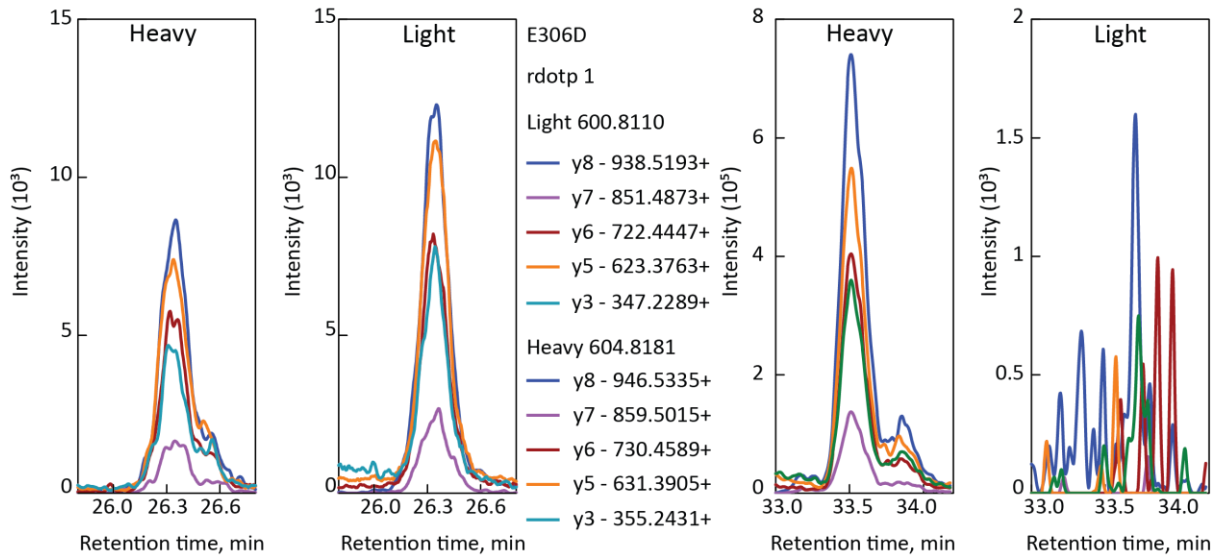 Heavy
15
10
5
0
Intensity (10³)
26.0 26.3 26.6
Retention time, min
Light
15
10
5
0
Intensity (10³)
26.0 26.3 26.6
Retention time, min
E306D
rdotp 1
Light 600.8110
y8 - 938.5193+
y7 - 851.4873+
y6 - 722.4447+
y5 - 623.3763+
y3 - 347.2289+
Heavy 604.8181
y8 - 946.5335+
y7 - 859.5015+
y6 - 730.4589+
y5 - 631.3905+
y3 - 355.2431+
Heavy
8
6
4
2
0
Intensity (10⁵)
33.0 33.5 34.0
Retention time, min
Light
2
1.5
1
0.5
0
Intensity (10³)
33.0 33.5 34.0
Retention time, min